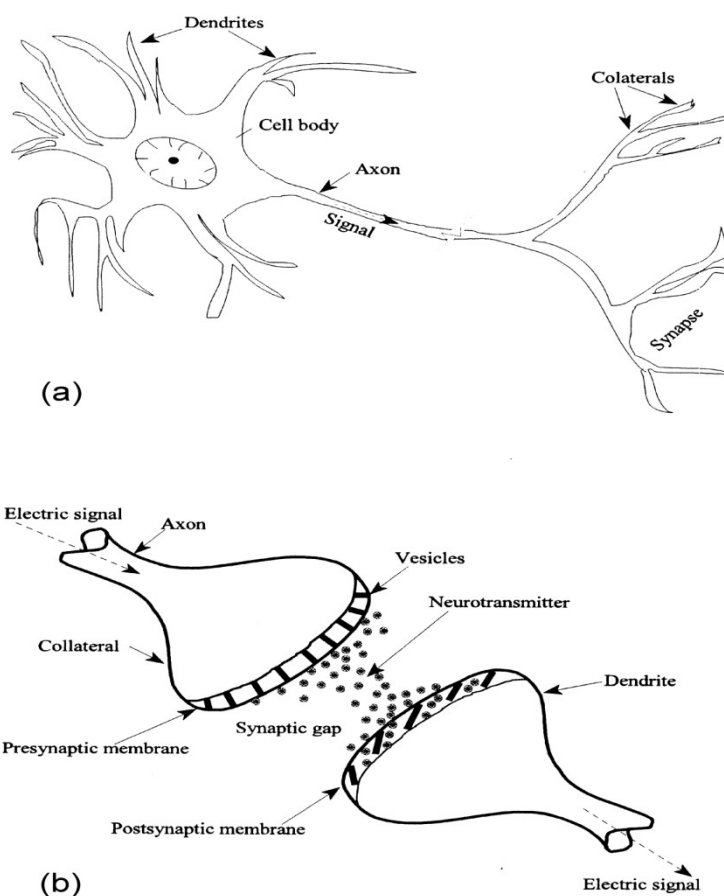 Dendrites
Colaterals
Cell body
Axon
Signal
Synapse
(a)
Electric signal
Axon
Vesicles
Neurotransmitter
Collateral
Dendrite
Synaptic gap
Presynaptic membrane
Postsynaptic membrane
(b)
Electric signal